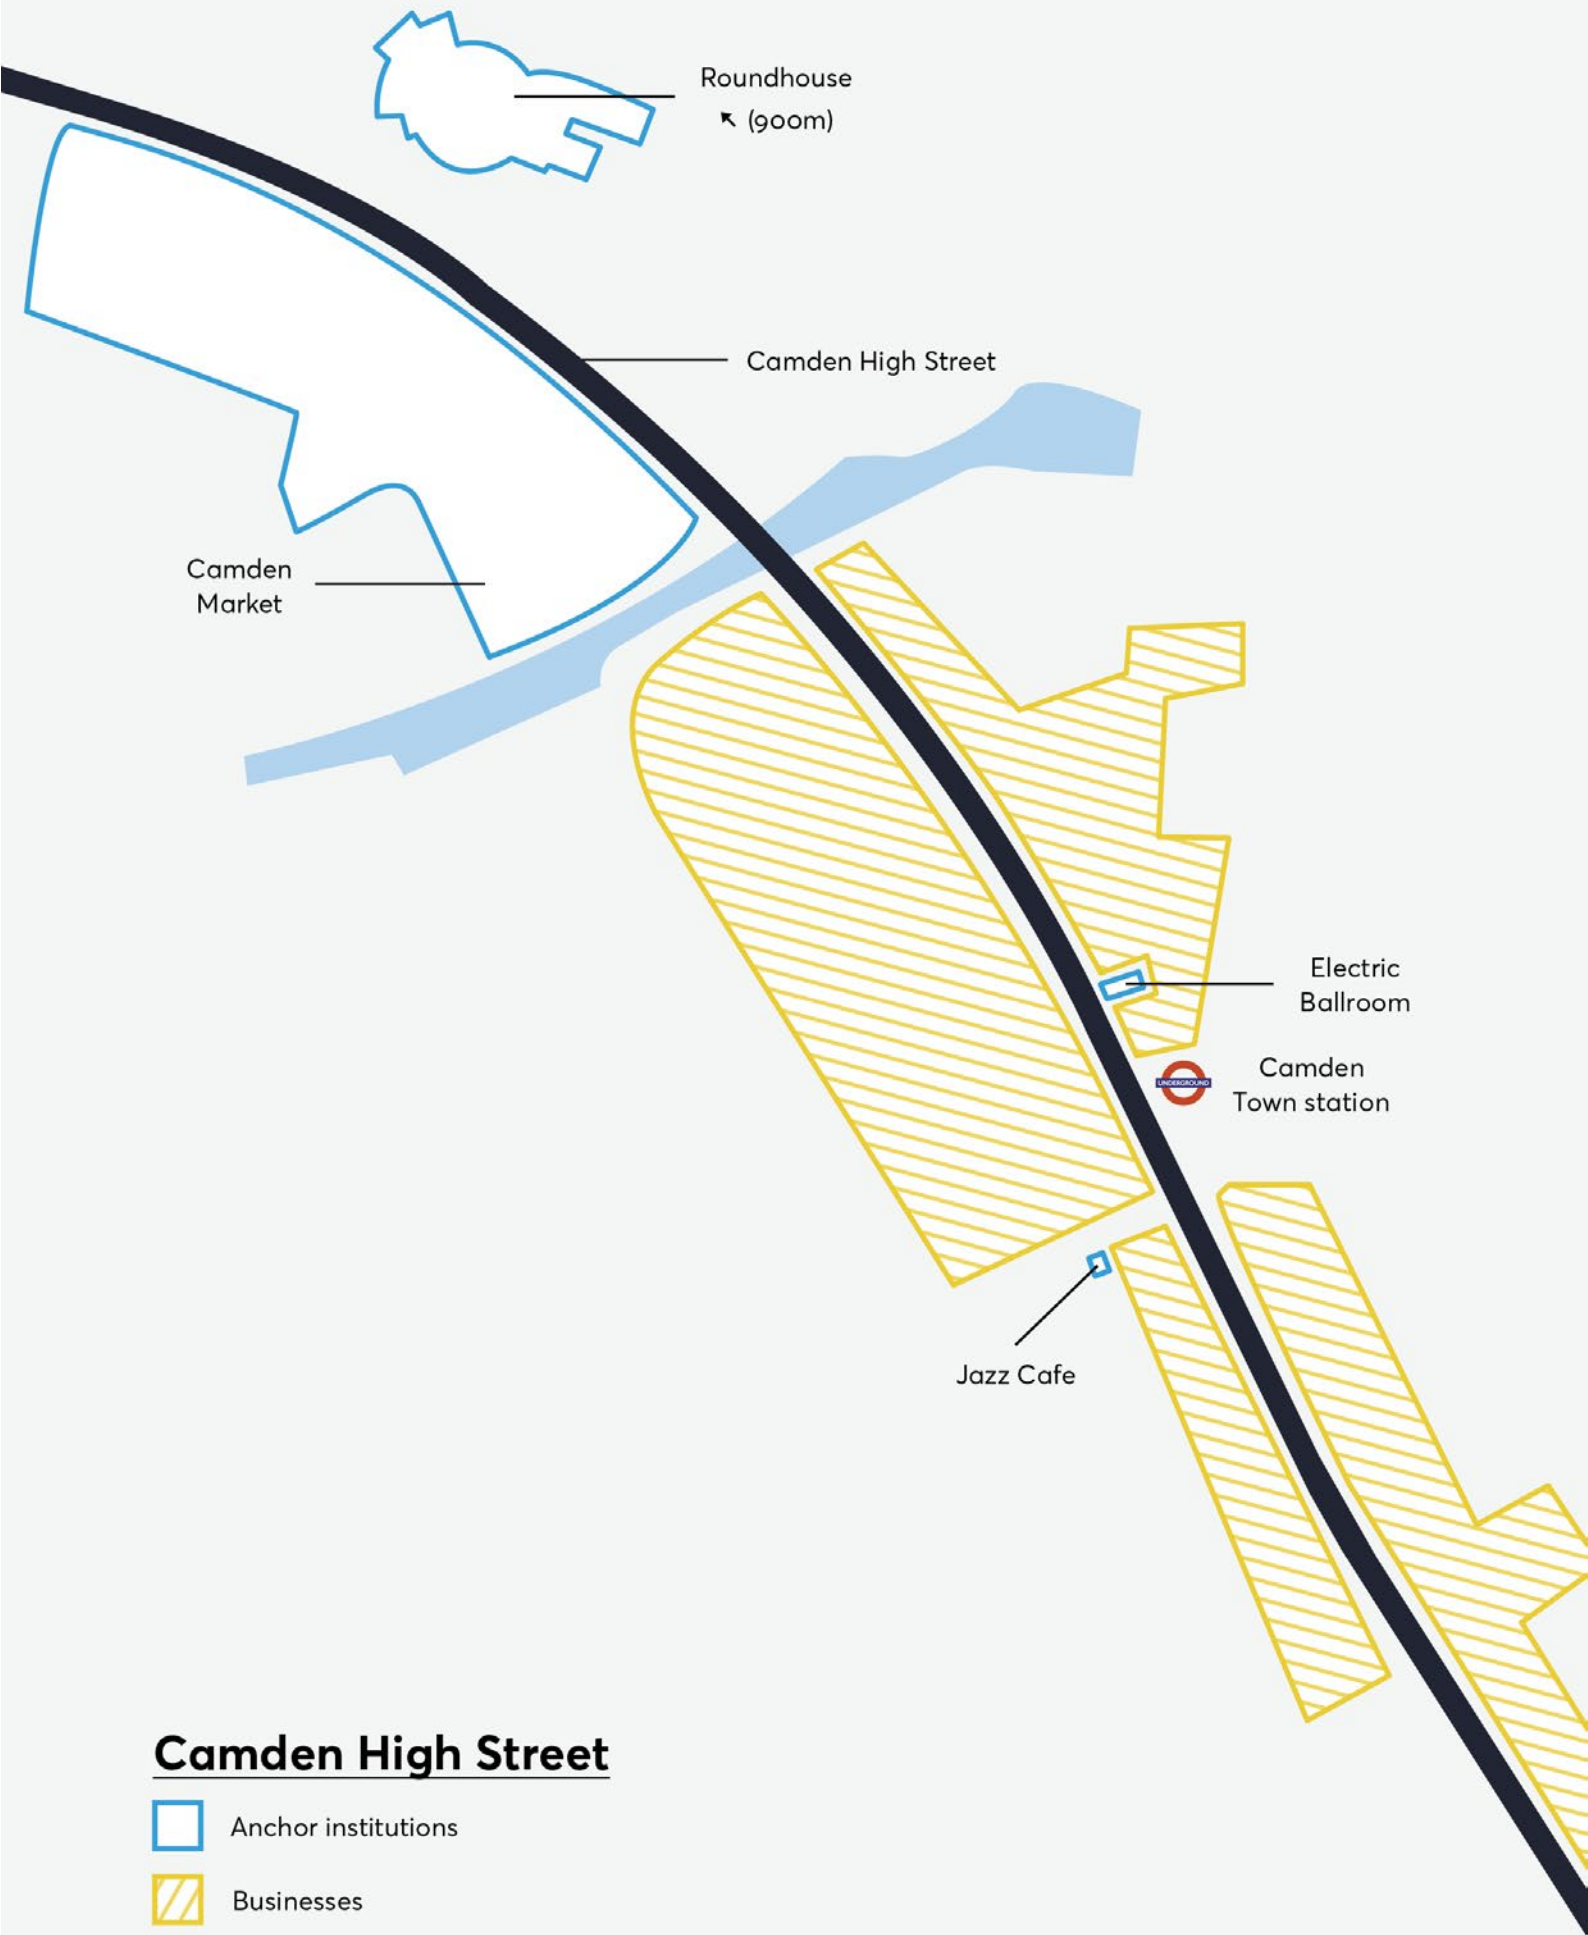 Roundhouse
(900m)
Camden High Street
Camden
Market
Electric
Ballroom
UNDERGROUND
Camden
Town station
Jazz Cafe
Camden High Street
Anchor institutions
Businesses